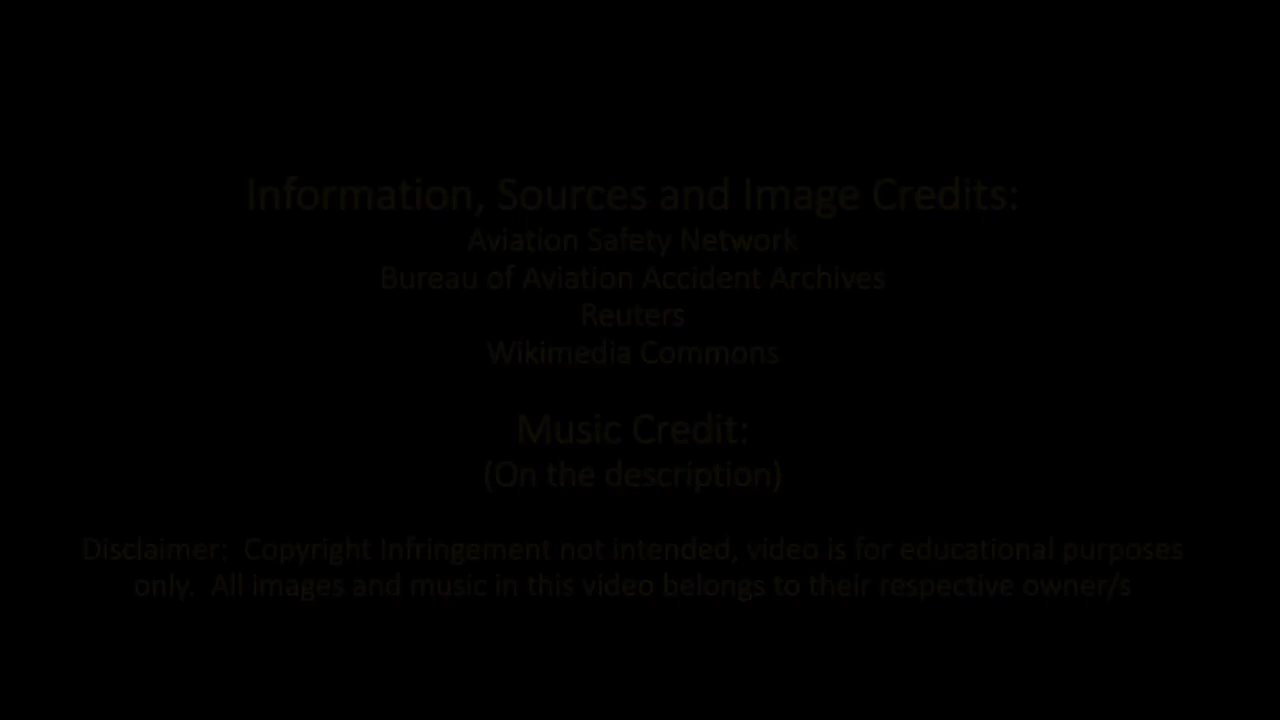 Information, Sources and Image Credits:
Aviation Safety Network
Bureau of Aviation Accident Archives
Reuters
Wikimedia Commons
Music Credit:
(On the description)
Disclaimer:  Copyright Infringement not intended, video is for educational purposes
only.  All images and music in this video belongs to their respective owner/s